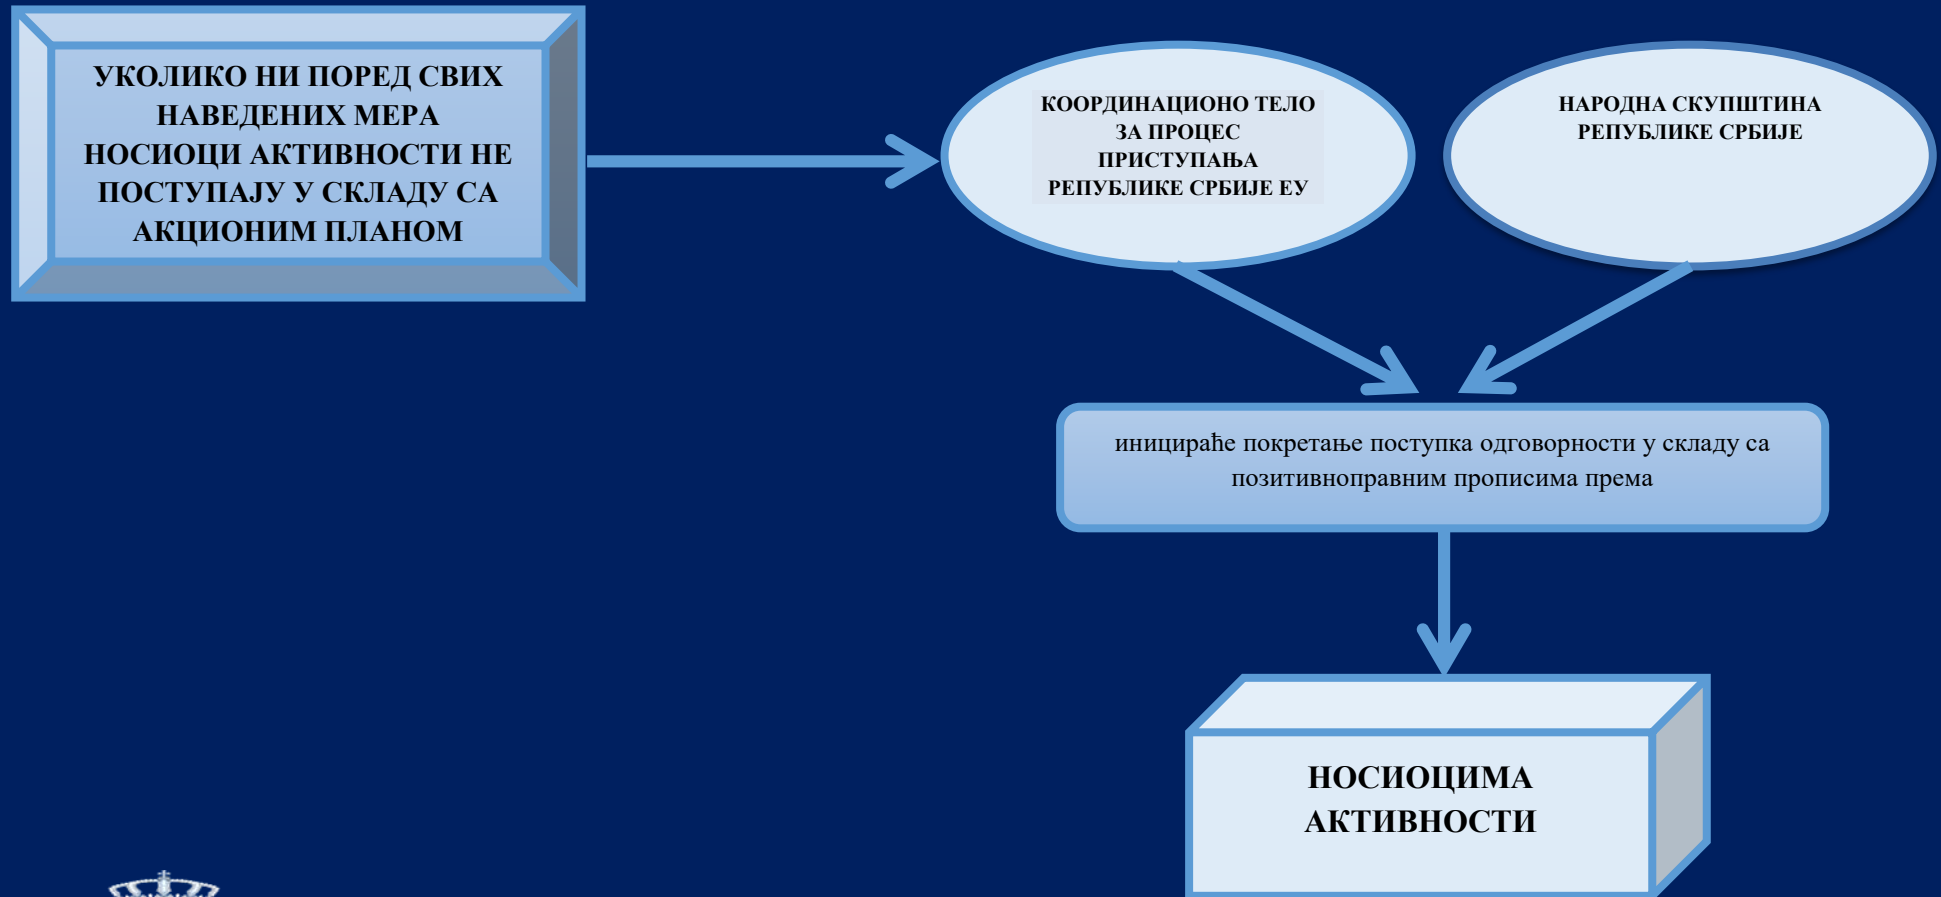 УКОЛИКО НИ ПОРЕД СВИХ
НАВЕДЕНИХ МЕРА
НОСИОЦИ АКТИВНОСТИ НЕ
ПОСТУПАЈУ У СКЛАДУ СА
АКЦИОНИМ ПЛАНОМ
КООРДИНАЦИОНО ТЕЛО
ЗА ПРОЦЕС
ПРИСТУПАЊА
РЕПУБЛИКЕ СРБИЈЕ ЕУ
НАРОДНА СКУПШТИНА
РЕПУБЛИКЕ СРБИЈЕ
иницираће покретање поступка одговорности у складу са
позитивноправним прописима према
НОСИОЦИМА
АКТИВНОСТИ